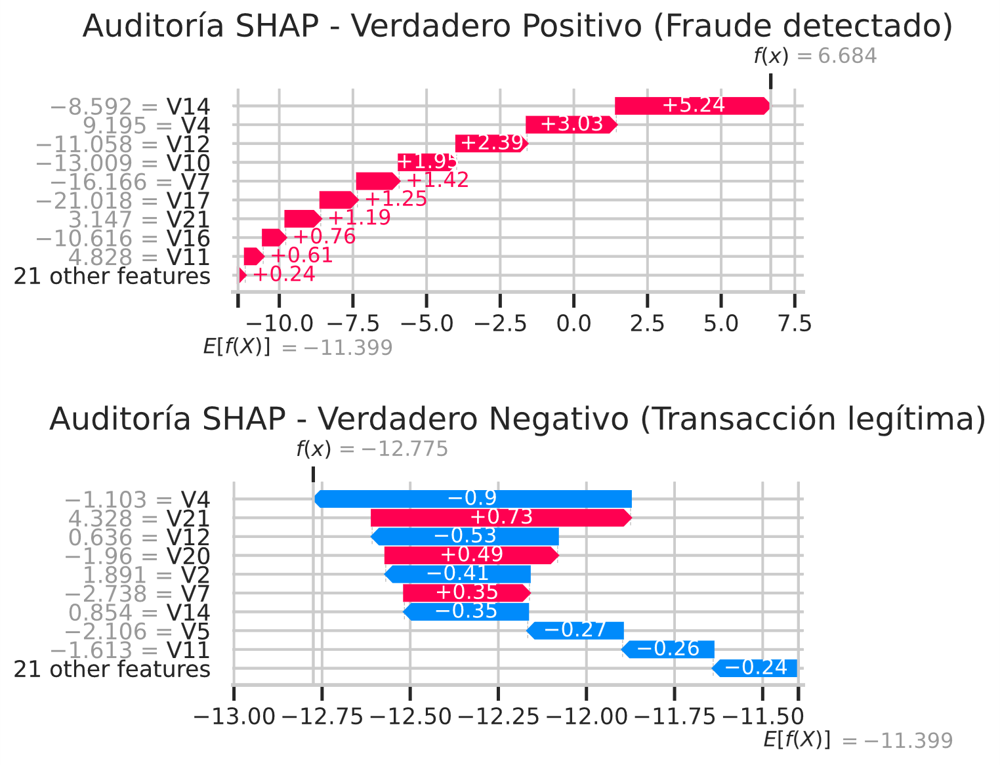 Auditoría SHAP - Verdadero Positivo (Fraude detectado)
f(x) = 6.684
−8.592 = V14 +5.24
9.195 = V4 +3.03
−11.058 = V12 +2.39
−13.009 = V10 +1.95
−16.166 = V7 +1.42
−21.018 = V17 +1.25
3.147 = V21 +1.19
−10.616 = V16 +0.76
4.828 = V11 +0.61
21 other features +0.24
−10.0 −7.5 −5.0 −2.5 0.0 2.5 5.0 7.5
E[f(X)] = −11.399
Auditoría SHAP - Verdadero Negativo (Transacción legítima)
f(x) = −12.775
−1.103 = V4 −0.9
4.328 = V21 +0.73
0.636 = V12 −0.53
−1.96 = V20 +0.49
1.891 = V2 −0.41
−2.738 = V7 +0.35
0.854 = V14 −0.35
−2.106 = V5 −0.27
−1.613 = V11 −0.26
21 other features −0.24
−13.00 −12.75 −12.50 −12.25 −12.00 −11.75 −11.50
E[f(X)] = −11.399